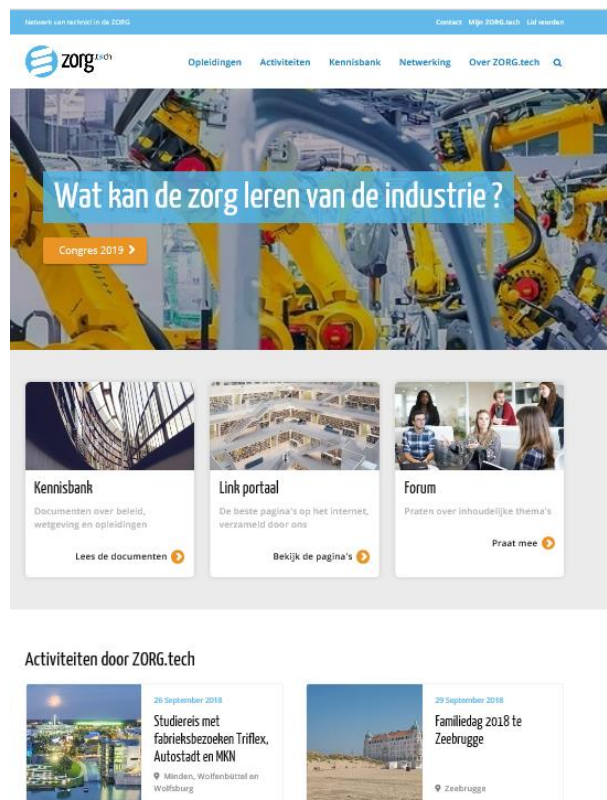 Netwerk van technici in de ZORG
Contact Mijn ZORG.tech Lid worden
zorg.tech
Opleidingen Activiteiten Kennisbank Netwerking Over ZORG.tech
Wat kan de zorg leren van de industrie ?
Congres 2019
Kennisbank
Documenten over beleid,
wetgeving en opleidingen
Lees de documenten
Link portaal
De beste pagina's op het internet,
verzameld door ons
Bekijk de pagina's
Forum
Praten over inhoudelijke thema's
Praat mee
Activiteiten door ZORG.tech
26 September 2018
Studiereis met
fabrieksbezoeken Triflex,
Autostadt en MKN
Minden, Wolfenbüttel en
Wolfsburg
29 September 2018
Familiedag 2018 te
Zeebrugge
Zeebrugge